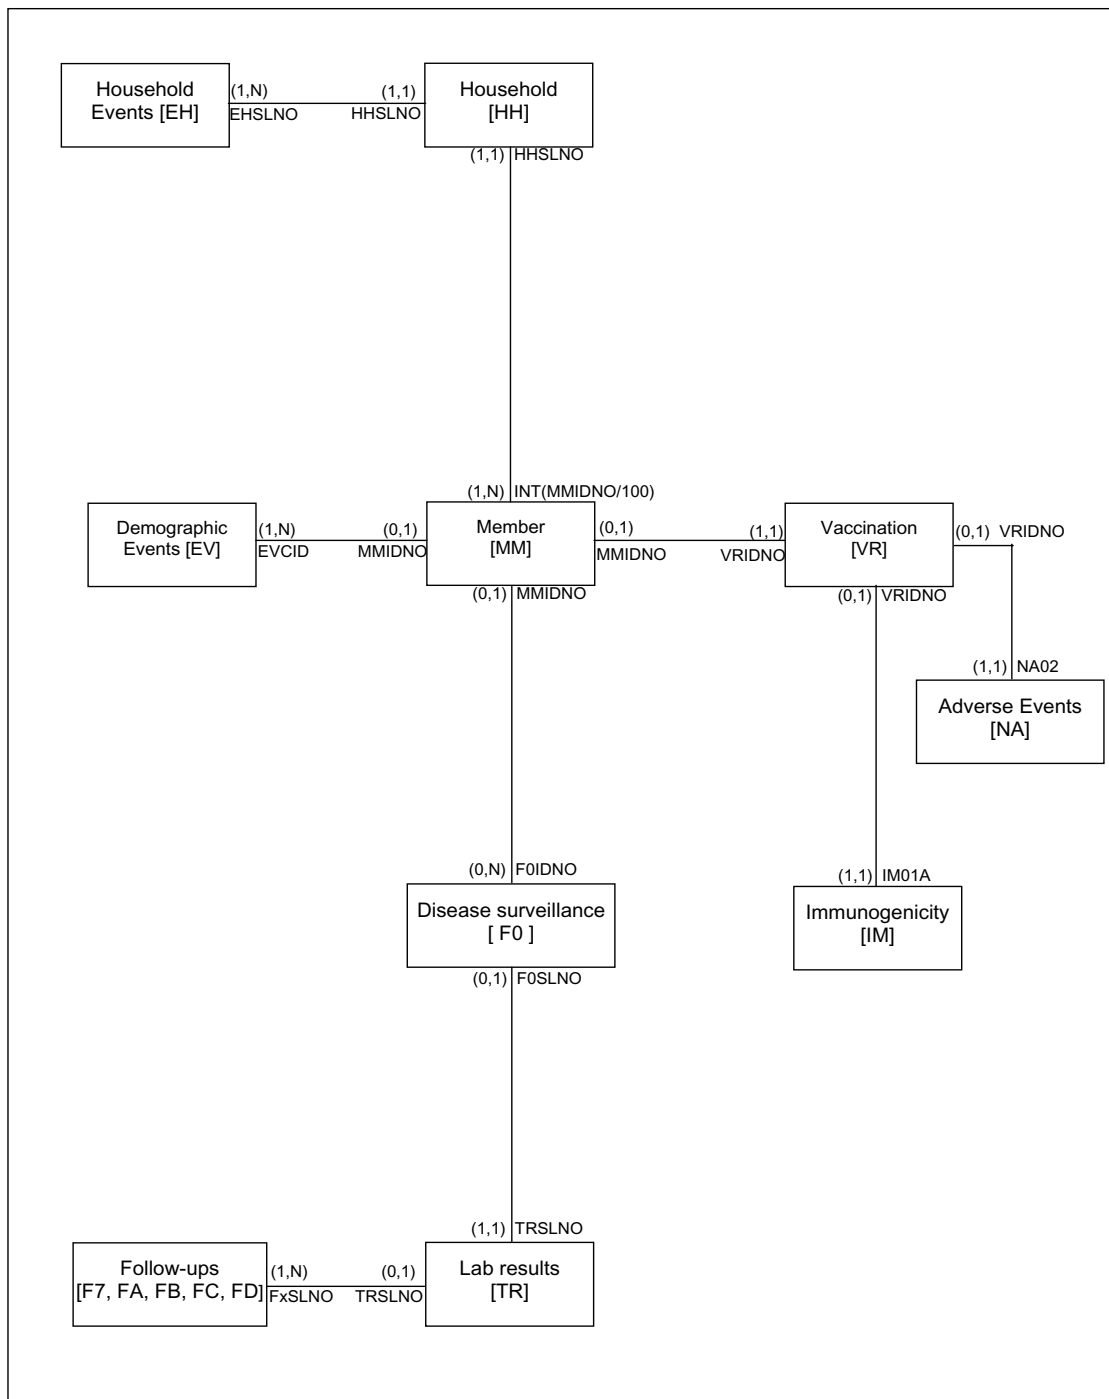 Household
Events [EH]
(1,N)
EHSLNO
(1,1)
HHSLNO
Household
[HH]
(1,1) HHSLNO
(1,N) INT(MMIDNO/100)
Demographic
Events [EV]
(1,N)
EVCID
(0,1)
MMIDNO
Member
[MM]
(0,1)
MMIDNO
(1,1)
VRIDNO
Vaccination
[VR]
(0,1) VRIDNO
(0,1) MMIDNO
(0,1) VRIDNO
(1,1) NA02
Adverse Events
[NA]
(0,N) F0IDNO
Disease surveillance
[ F0 ]
(1,1) IM01A
Immunogenicity
[IM]
(0,1) F0SLNO
(1,1) TRSLNO
Follow-ups
[F7, FA, FB, FC, FD]
(1,N)
FxSLNO
(0,1)
TRSLNO
Lab results
[TR]